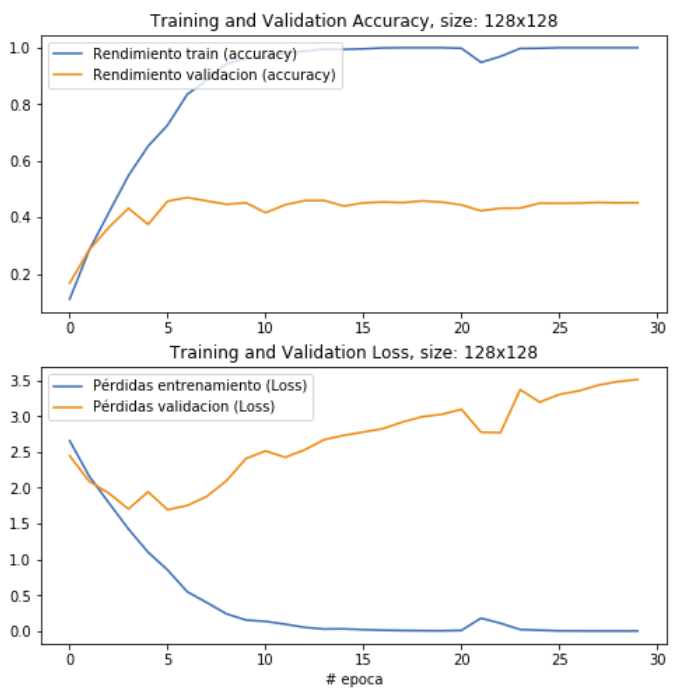 Training and Validation Accuracy, size: 128x128
1.0
0.8
0.6
0.4
0.2
Rendimiento train (accuracy)
Rendimiento validacion (accuracy)
0 5 10 15 20 25 30
Training and Validation Loss, size: 128x128
3.5
3.0
2.5
2.0
1.5
1.0
0.5
0.0
Pérdidas entrenamiento (Loss)
Pérdidas validacion (Loss)
0 5 10 15 20 25 30
# epoca